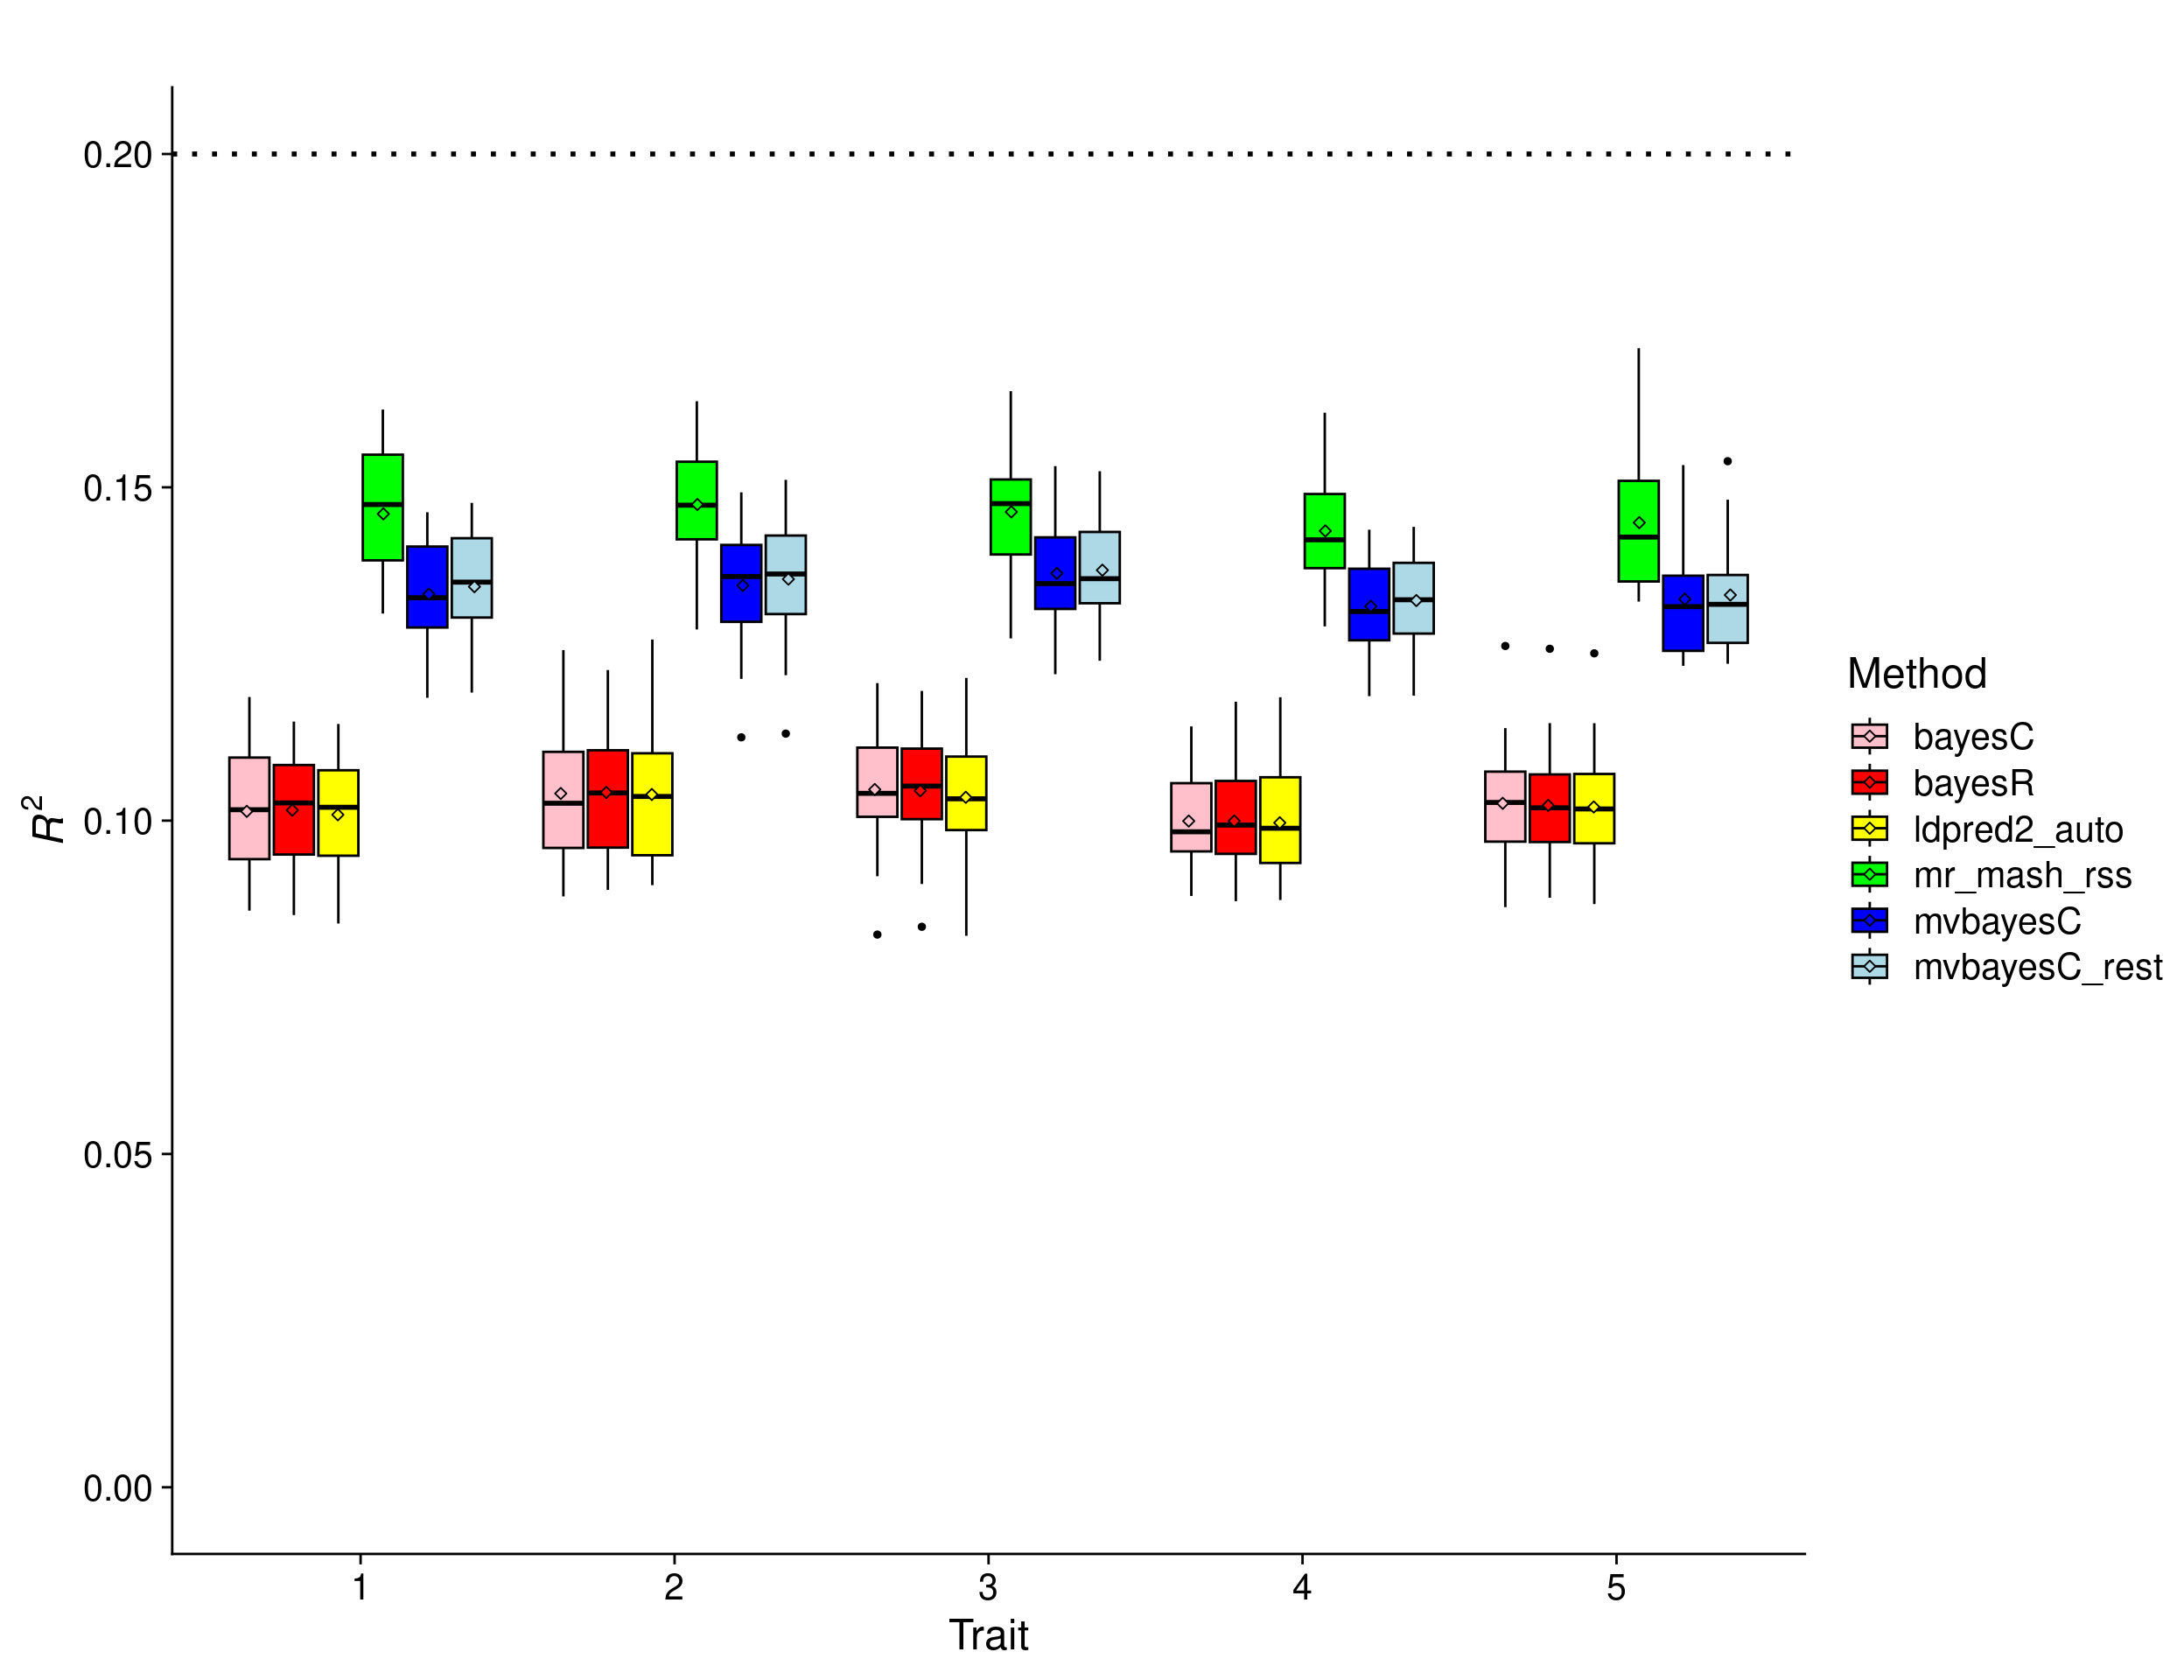 0.20
0.15
0.10
0.05
0.00
R²
1 2 3 4 5
Trait
Method
bayesC
bayesR
ldpred2_auto
mr_mash_rss
mvbayesC
mvbayesC_rest